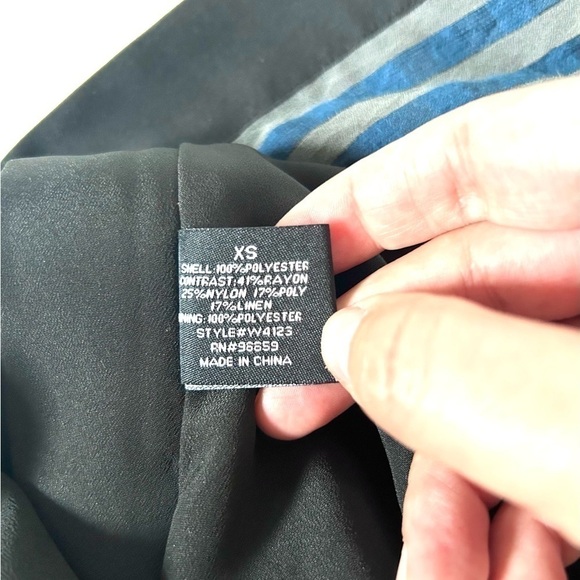 XS
SHELL:100%POLYESTER
CONTRAST:41%RAYON
25%NYLON 17%POLY
17%LINEN
NING:100%POLYESTER
STYLE#W4123
RN#96659
MADE IN CHINA